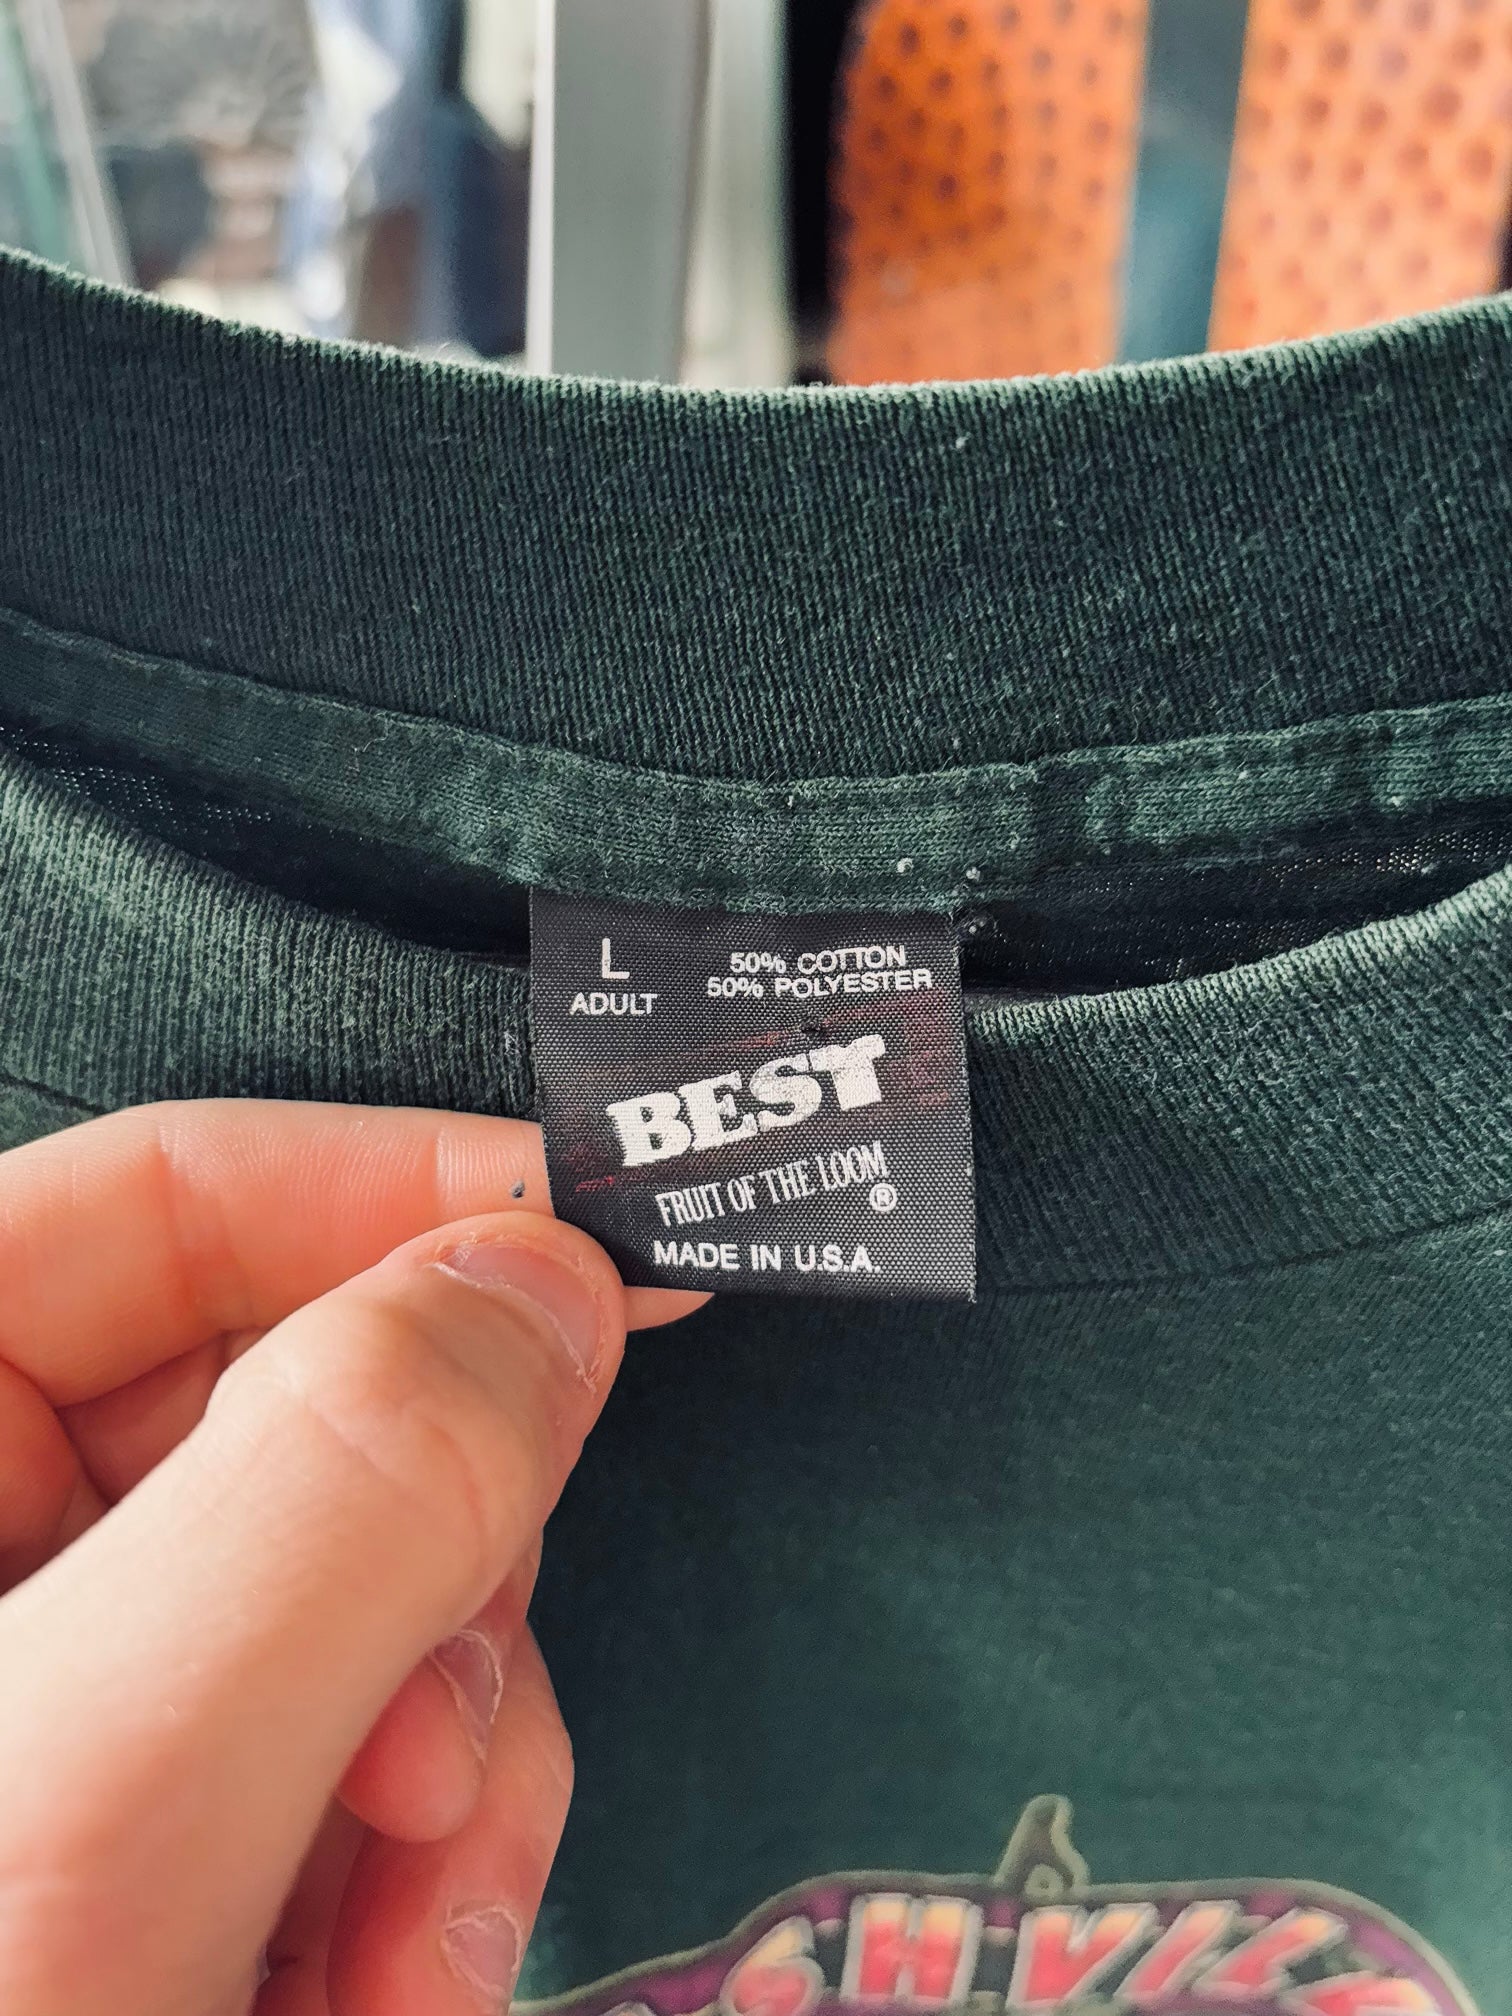 L
ADULT
50% COTTON
50% POLYESTER
BEST
FRUIT OF THE LOOM
®
MADE IN U.S.A.